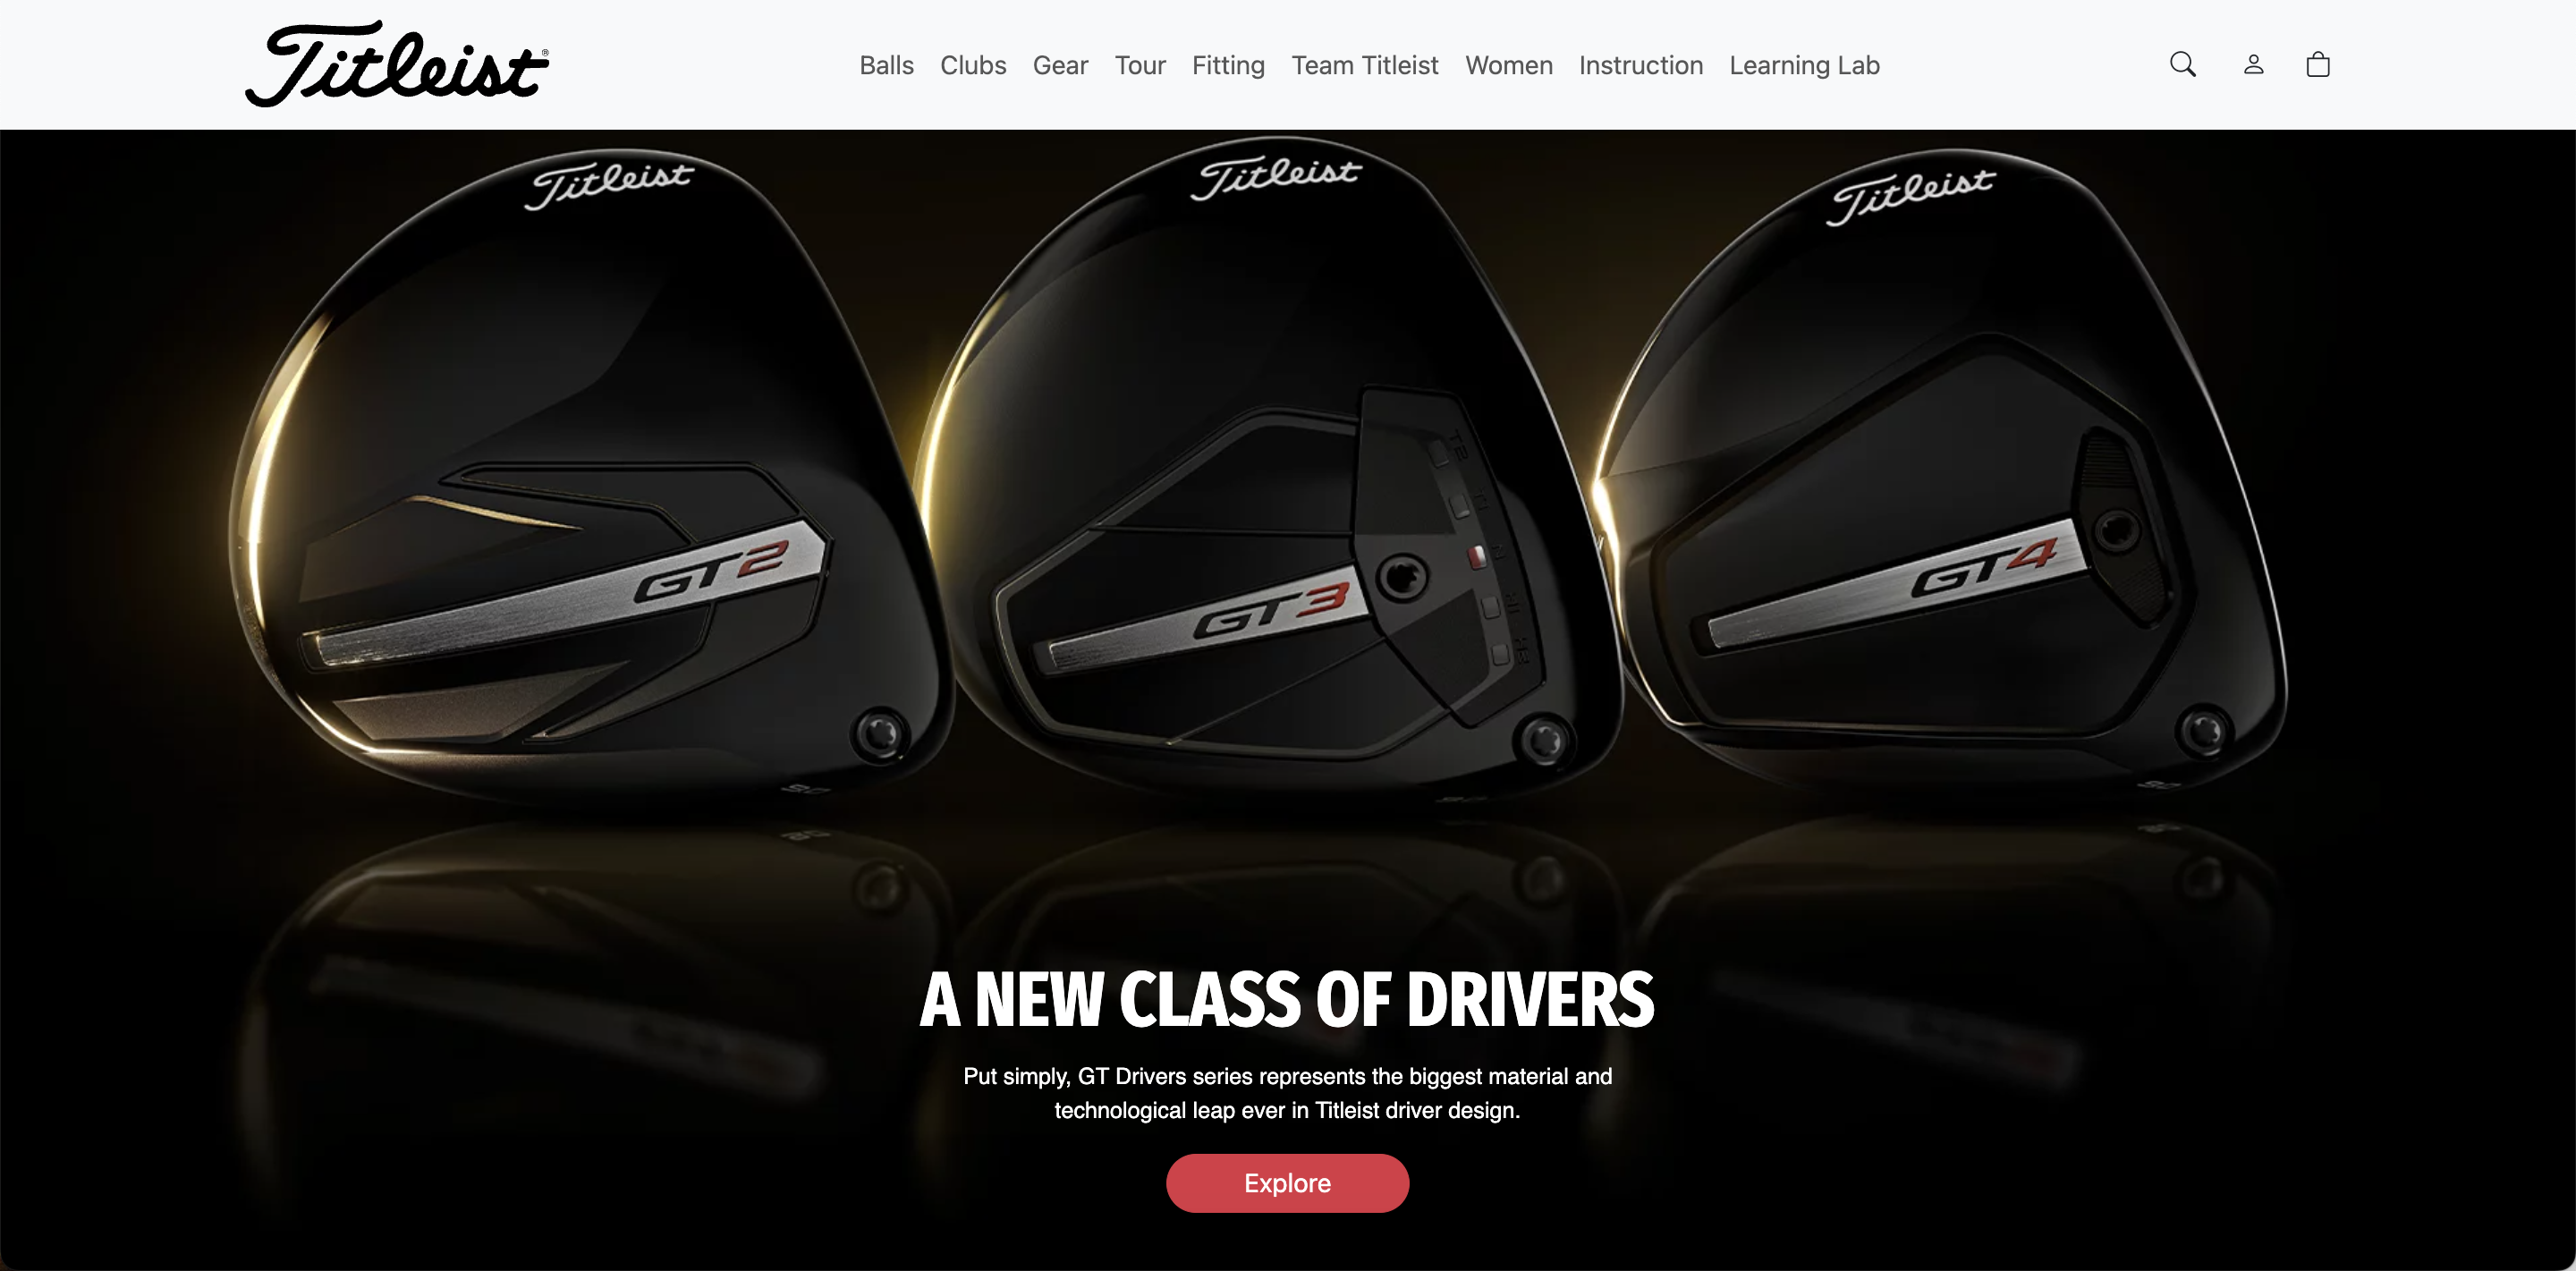 Titleist®
Balls Clubs Gear Tour Fitting Team Titleist Women Instruction Learning Lab
Titleist
Titleist
Titleist
GT2
GT3
GT4
A NEW CLASS OF DRIVERS
Put simply, GT Drivers series represents the biggest material and
technological leap ever in Titleist driver design.
Explore